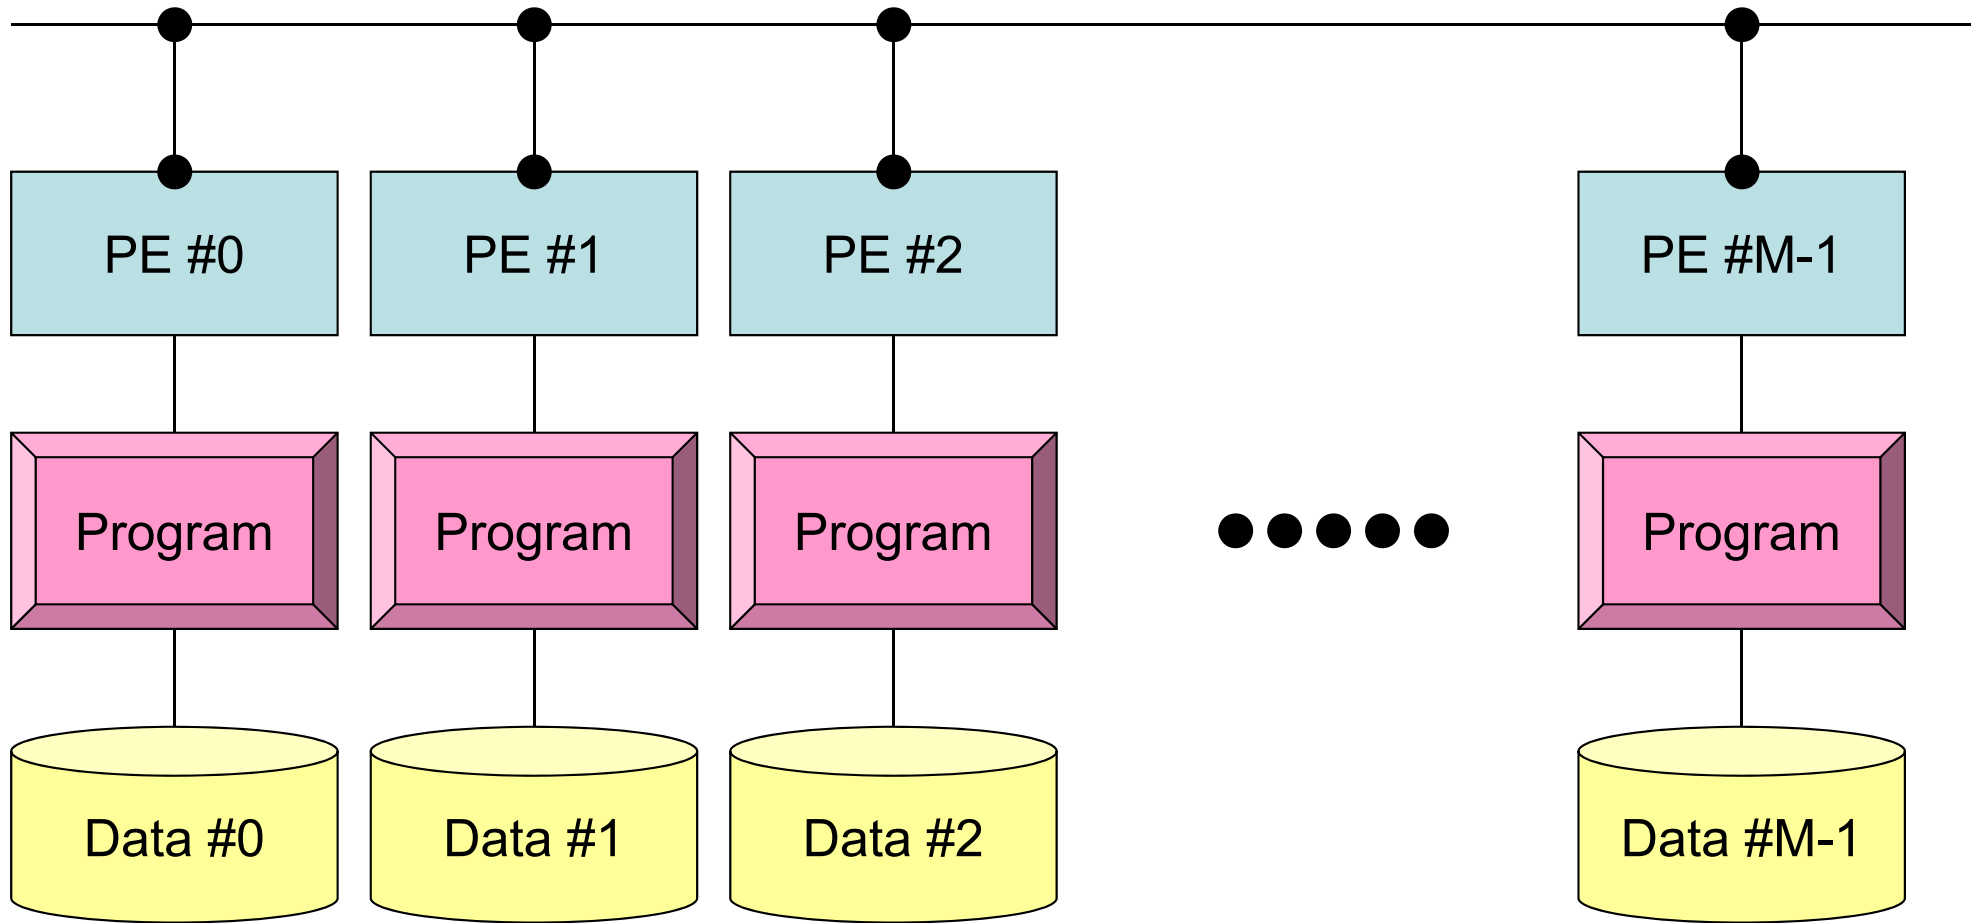 PE #0
PE #1
PE #2
PE #M-1
Program
Program
Program
Program
Data #0
Data #1
Data #2
Data #M-1